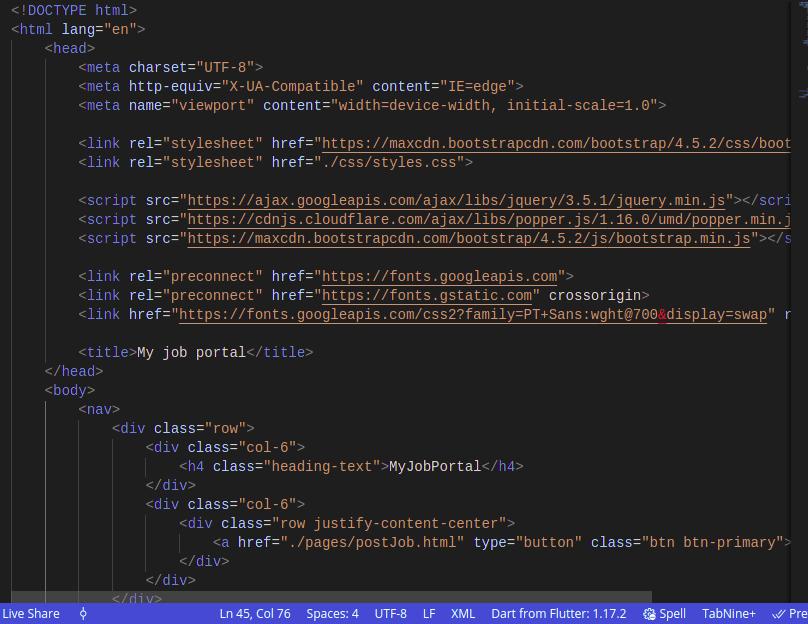 <!DOCTYPE html>
<html lang="en">
<head>
<meta charset="UTF-8">
<meta http-equiv="X-UA-Compatible" content="IE=edge">
<meta name="viewport" content="width=device-width, initial-scale=1.0">
<link rel="stylesheet" href="https://maxcdn.bootstrapcdn.com/bootstrap/4.5.2/css/boot
<link rel="stylesheet" href="./css/styles.css">
<script src="https://ajax.googleapis.com/ajax/libs/jquery/3.5.1/jquery.min.js"></scri
<script src="https://cdnjs.cloudflare.com/ajax/libs/popper.js/1.16.0/umd/popper.min.j
<script src="https://maxcdn.bootstrapcdn.com/bootstrap/4.5.2/js/bootstrap.min.js"></s
<link rel="preconnect" href="https://fonts.googleapis.com">
<link rel="preconnect" href="https://fonts.gstatic.com" crossorigin>
<link href="https://fonts.googleapis.com/css2?family=PT+Sans:wght@700&display=swap" r
<title>My job portal</title>
</head>
<body>
<nav>
<div class="row">
<div class="col-6">
<h4 class="heading-text">MyJobPortal</h4>
</div>
<div class="col-6">
<div class="row justify-content-center">
<a href="./pages/postJob.html" type="button" class="btn btn-primary">
</div>
</div>
</div>
Live Share Ln 45, Col 76 Spaces: 4 UTF-8 LF XML Dart from Flutter: 1.17.2 Spell TabNine+ Pre